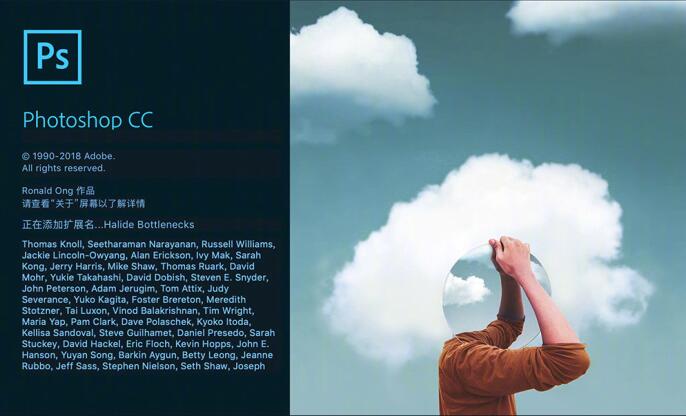 Ps
Photoshop CC
© 1990-2018 Adobe.
All rights reserved.
Ronald Ong 作品
请查看“关于”屏幕以了解详情
正在添加扩展名...Halide Bottlenecks
Thomas Knoll, Seetharaman Narayanan, Russell Williams,
Jackie Lincoln-Owyang, Alan Erickson, Ivy Mak, Sarah
Kong, Jerry Harris, Mike Shaw, Thomas Ruark, David
Mohr, Yukie Takahashi, David Dobish, Steven E. Snyder,
John Peterson, Adam Jerugim, Tom Attix, Judy
Severance, Yuko Kagita, Foster Brereton, Meredith
Stotzner, Tai Luxon, Vinod Balakrishnan, Tim Wright,
Maria Yap, Pam Clark, Dave Polaschek, Kyoko Itoda,
Kellisa Sandoval, Steve Guilhamet, Daniel Presedo, Sarah
Stuckey, David Hackel, Eric Floch, Kevin Hopps, John E.
Hanson, Yuyan Song, Barkin Aygun, Betty Leong, Jeanne
Rubbo, Jeff Sass, Stephen Nielson, Seth Shaw, Joseph